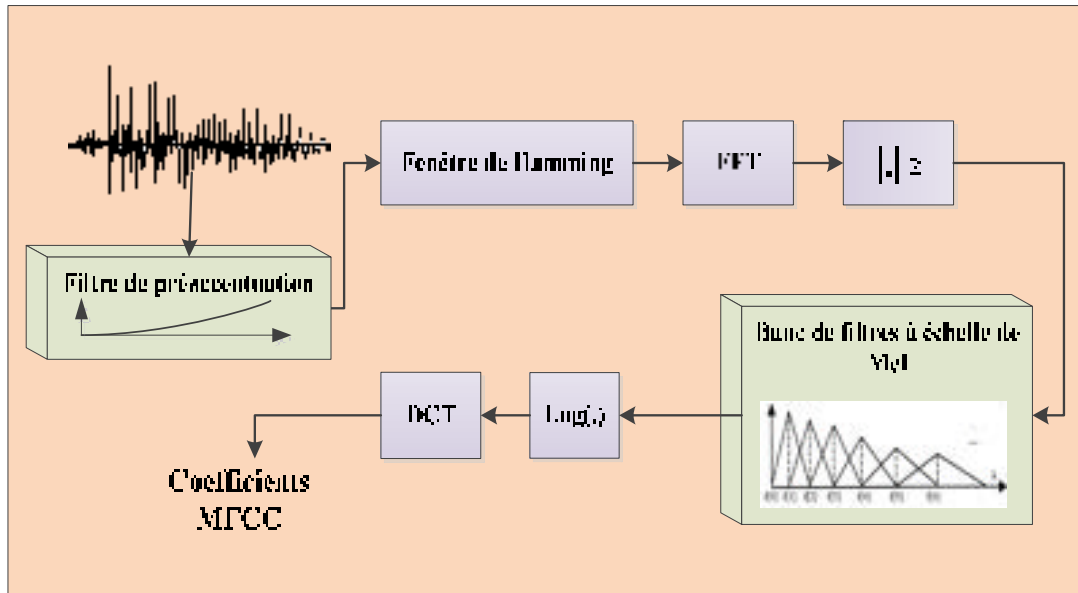 Filtre de préaccentuation
Fenêtre de Hamming
FFT
|.| 2
Banc de filtres à échelle de
Mel
Log(.)
DCT
Coefficients
MFCC